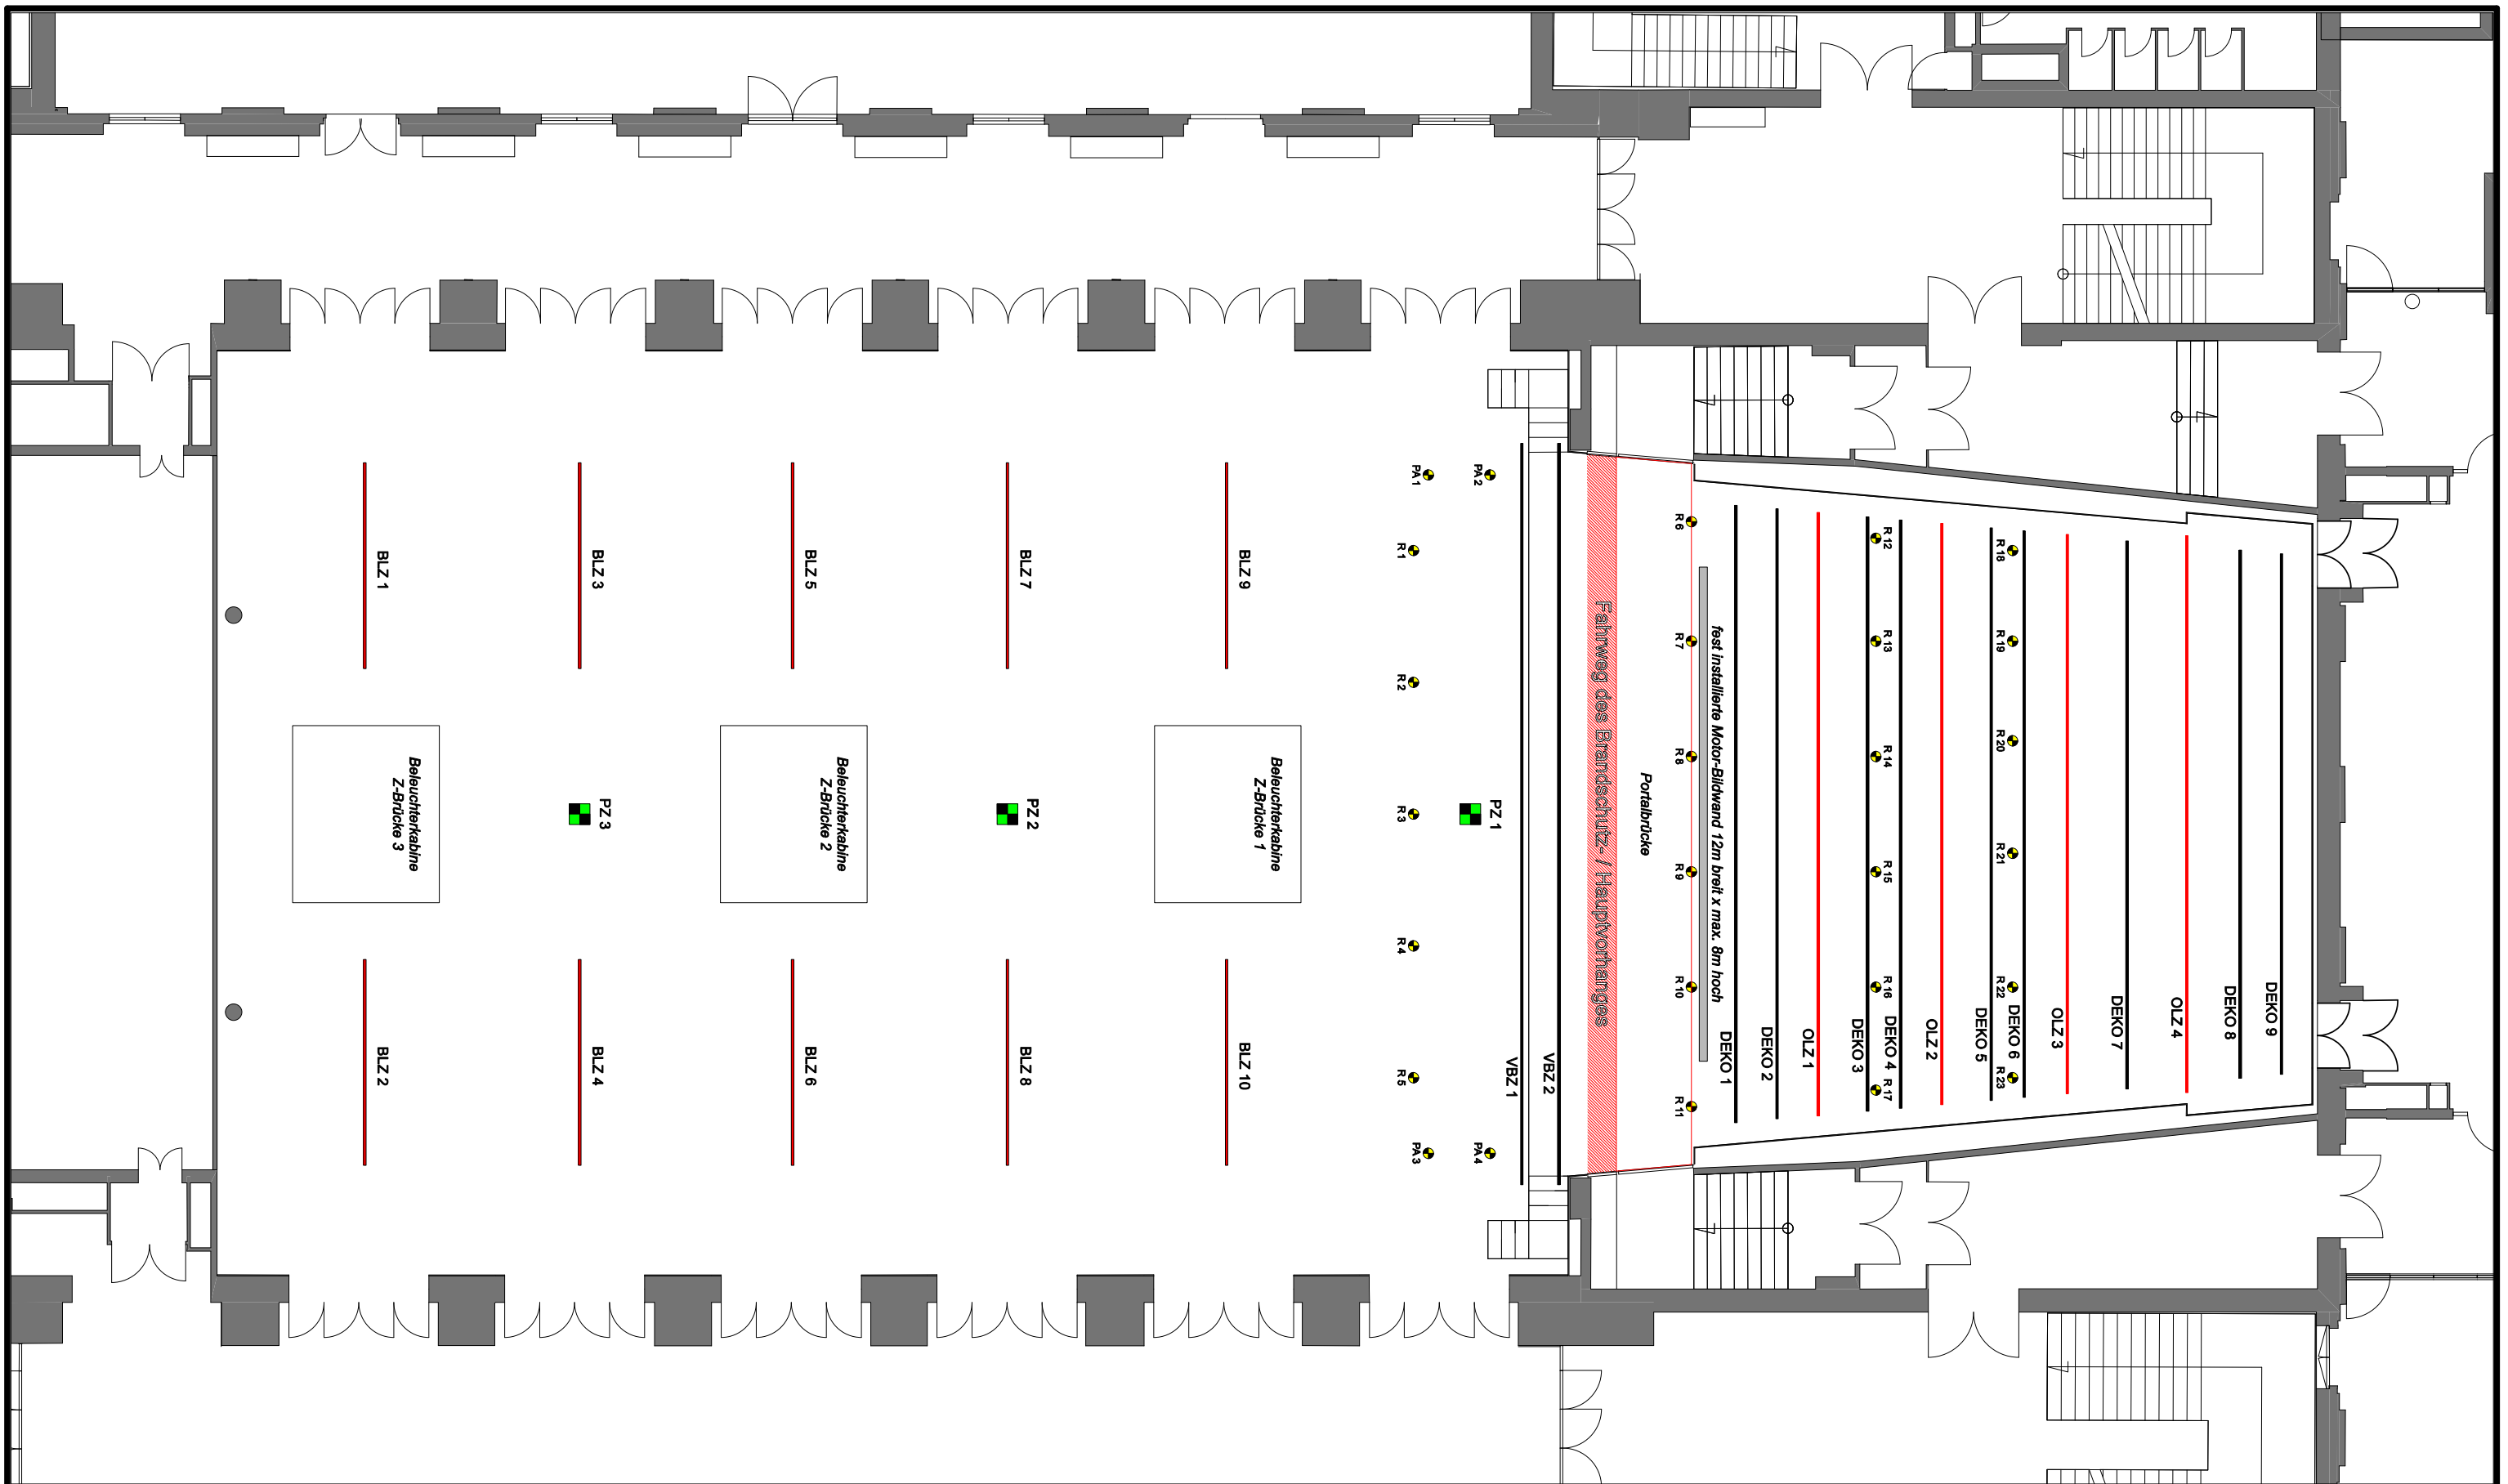 BLZ 1
BLZ 3
BLZ 5
BLZ 7
BLZ 9
BLZ 2
BLZ 4
BLZ 6
BLZ 8
BLZ 10
Beleuchterkabine
Z-Brücke 3
Beleuchterkabine
Z-Brücke 2
Beleuchterkabine
Z-Brücke 1
PZ 3
PZ 2
PZ 1
PA 1
PA 2
PA 3
PA 4
R 1
R 2
R 3
R 4
R 5
VBZ 1
VBZ 2
Fahrweg des Brandschutz- / Hauptvorhanges
Portalbrücke
R 6
R 7
R 8
R 9
R 10
R 11
fest installierte Motor-Bildwand 12m breit x max. 8m hoch
DEKO 1
DEKO 2
OLZ 1
DEKO 3
R 12
R 13
R 14
R 15
R 16
R 17
DEKO 4
OLZ 2
DEKO 5
R 18
R 19
R 20
R 21
R 22
R 23
DEKO 6
OLZ 3
DEKO 7
OLZ 4
DEKO 8
DEKO 9